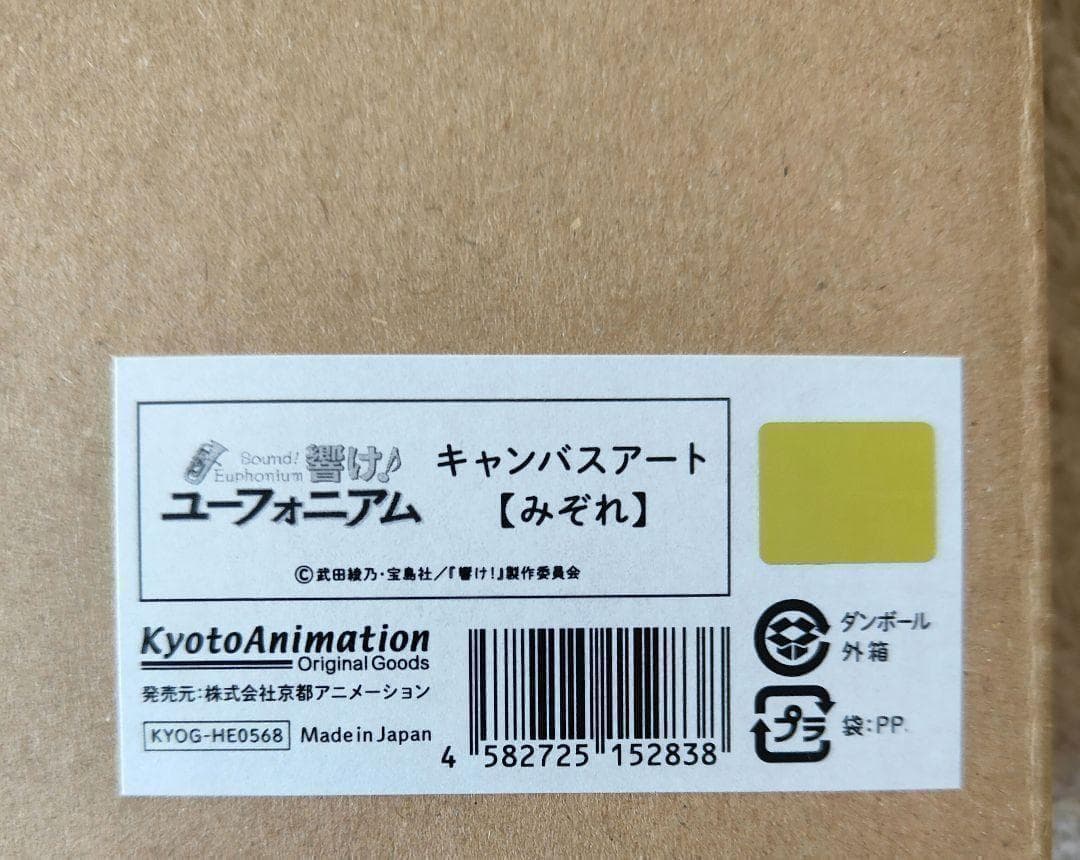 Sound! Euphonium 響け!
ユーフォニアム
キャンバスアート
【みぞれ】
©武田綾乃・宝島社/『響け!』製作委員会
KyotoAnimation
Original Goods
発売元:株式会社京都アニメーション
KYOG-HE0568 Made in Japan
4 582725 152838
ダンボール
外箱
プラ 袋:PP